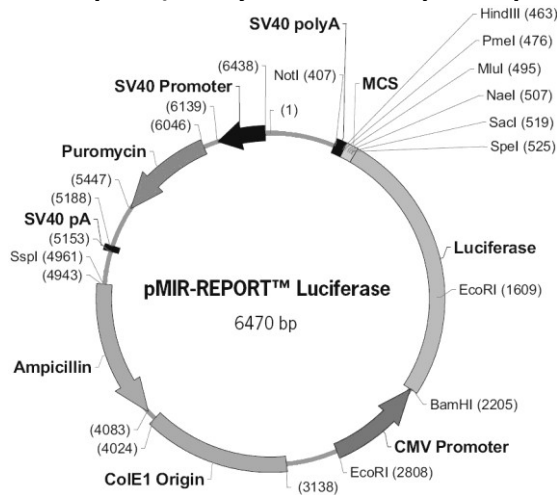 SV40 polyA
HindIII (463)
PmeI (476)
MluI (495)
NaeI (507)
SacI (519)
SpeI (525)
MCS
NotI (407)
(6438)
SV40 Promoter
(6139)
(6046)
(1)
Puromycin
(5447)
(5188)
SV40 pA
(5153)
SspI (4961)
(4943)
pMIR-REPORT™ Luciferase
6470 bp
Luciferase
EcoRI (1609)
Ampicillin
BamHI (2205)
(4083)
(4024)
CMV Promoter
EcoRI (2808)
ColE1 Origin
(3138)